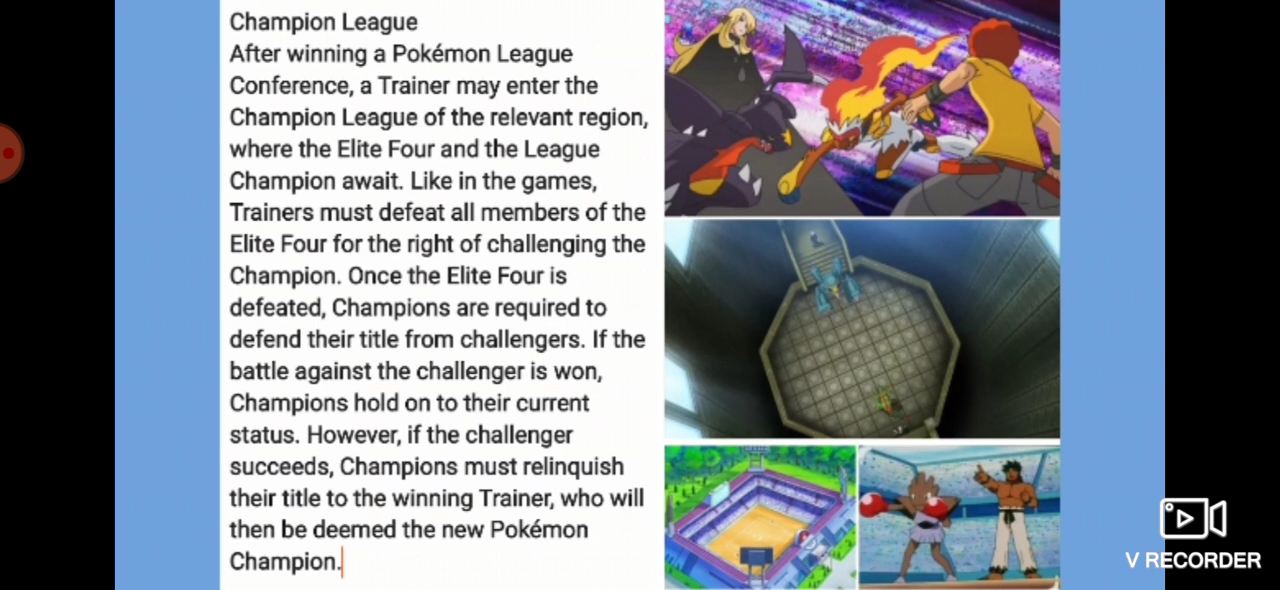 Champion League
After winning a Pokémon League
Conference, a Trainer may enter the
Champion League of the relevant region,
where the Elite Four and the League
Champion await. Like in the games,
Trainers must defeat all members of the
Elite Four for the right of challenging the
Champion. Once the Elite Four is
defeated, Champions are required to
defend their title from challengers. If the
battle against the challenger is won,
Champions hold on to their current
status. However, if the challenger
succeeds, Champions must relinquish
their title to the winning Trainer, who will
then be deemed the new Pokémon
Champion.
V RECORDER